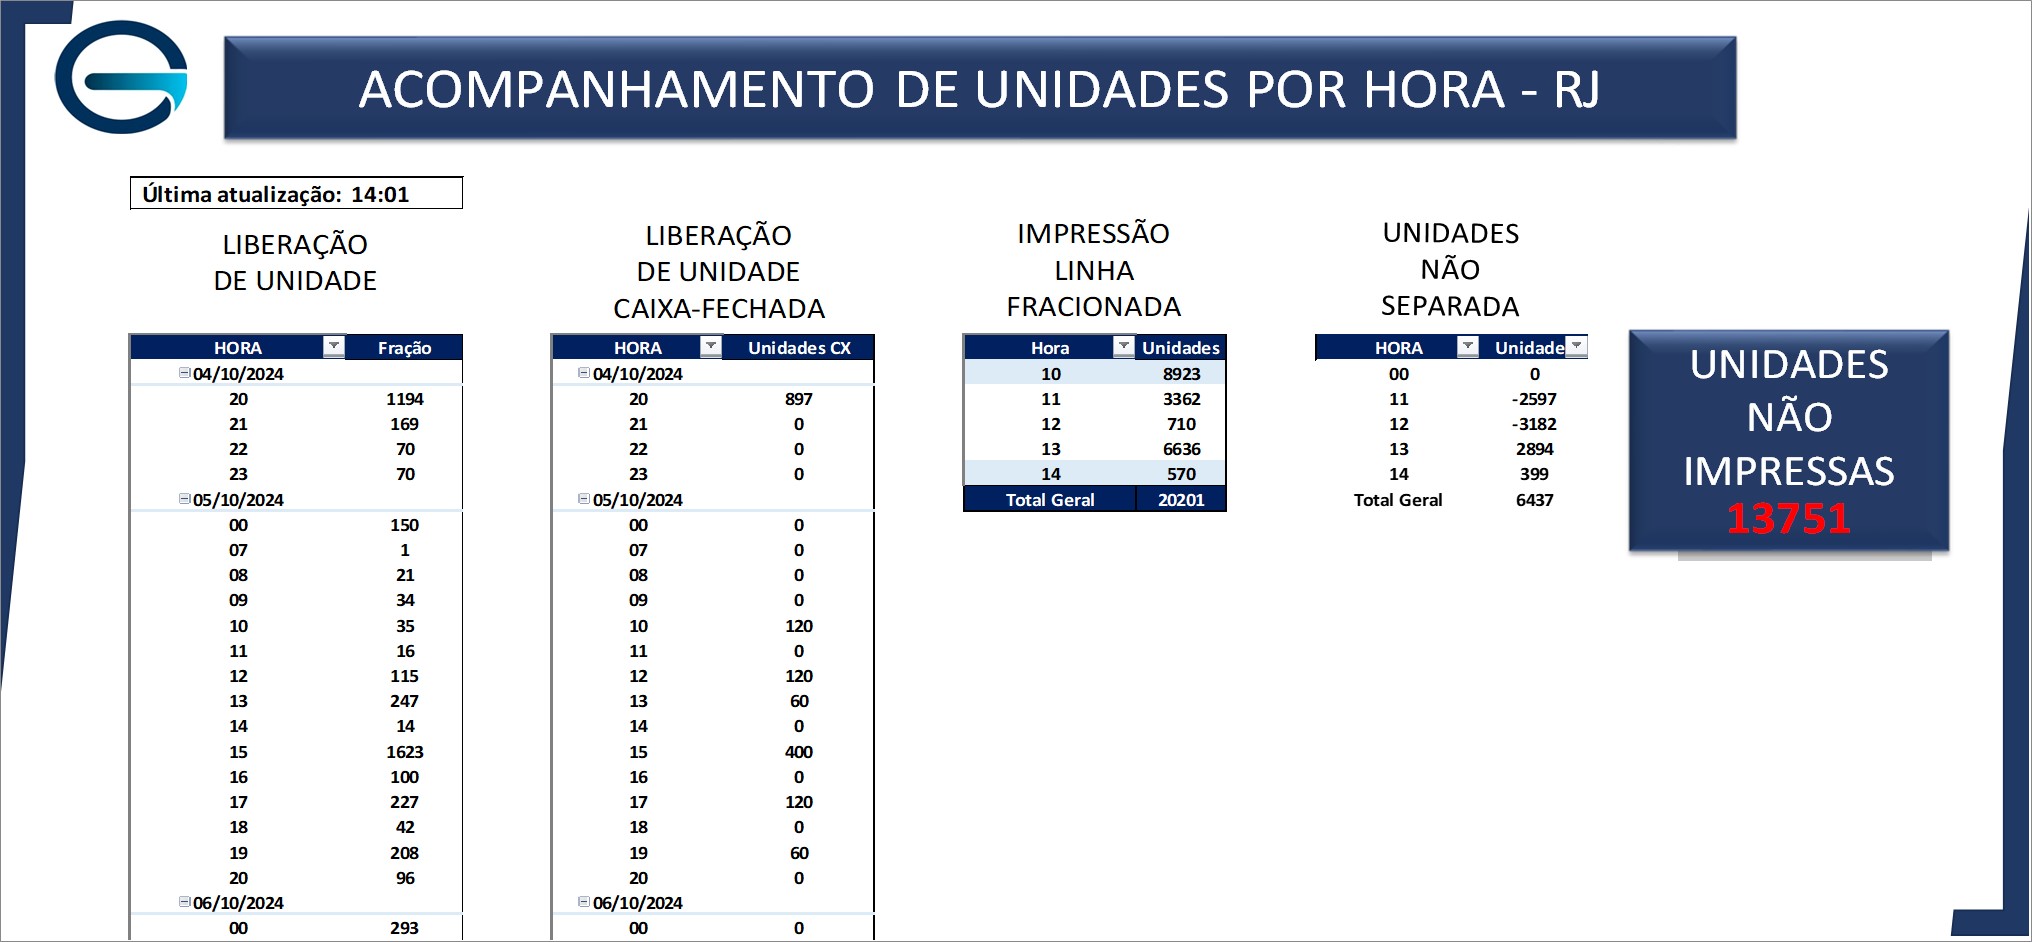 ACOMPANHAMENTO DE UNIDADES POR HORA - RJ
Última atualização: 14:01
LIBERAÇÃO
DE UNIDADE
HORA Fração
04/10/2024
20 1194
21 169
22 70
23 70
05/10/2024
00 150
07 1
08 21
09 34
10 35
11 16
12 115
13 247
14 14
15 1623
16 100
17 227
18 42
19 208
20 96
06/10/2024
00 293
LIBERAÇÃO
DE UNIDADE
CAIXA-FECHADA
HORA Unidades CX
04/10/2024
20 897
21 0
22 0
23 0
05/10/2024
00 0
07 0
08 0
09 0
10 120
11 0
12 120
13 60
14 0
15 400
16 0
17 120
18 0
19 60
20 0
06/10/2024
00 0
IMPRESSÃO
LINHA
FRACIONADA
Hora Unidades
10 8923
11 3362
12 710
13 6636
14 570
Total Geral 20201
UNIDADES
NÃO
SEPARADA
HORA Unidade
00 0
11 -2597
12 -3182
13 2894
14 399
Total Geral 6437
UNIDADES
NÃO
IMPRESSAS
13751